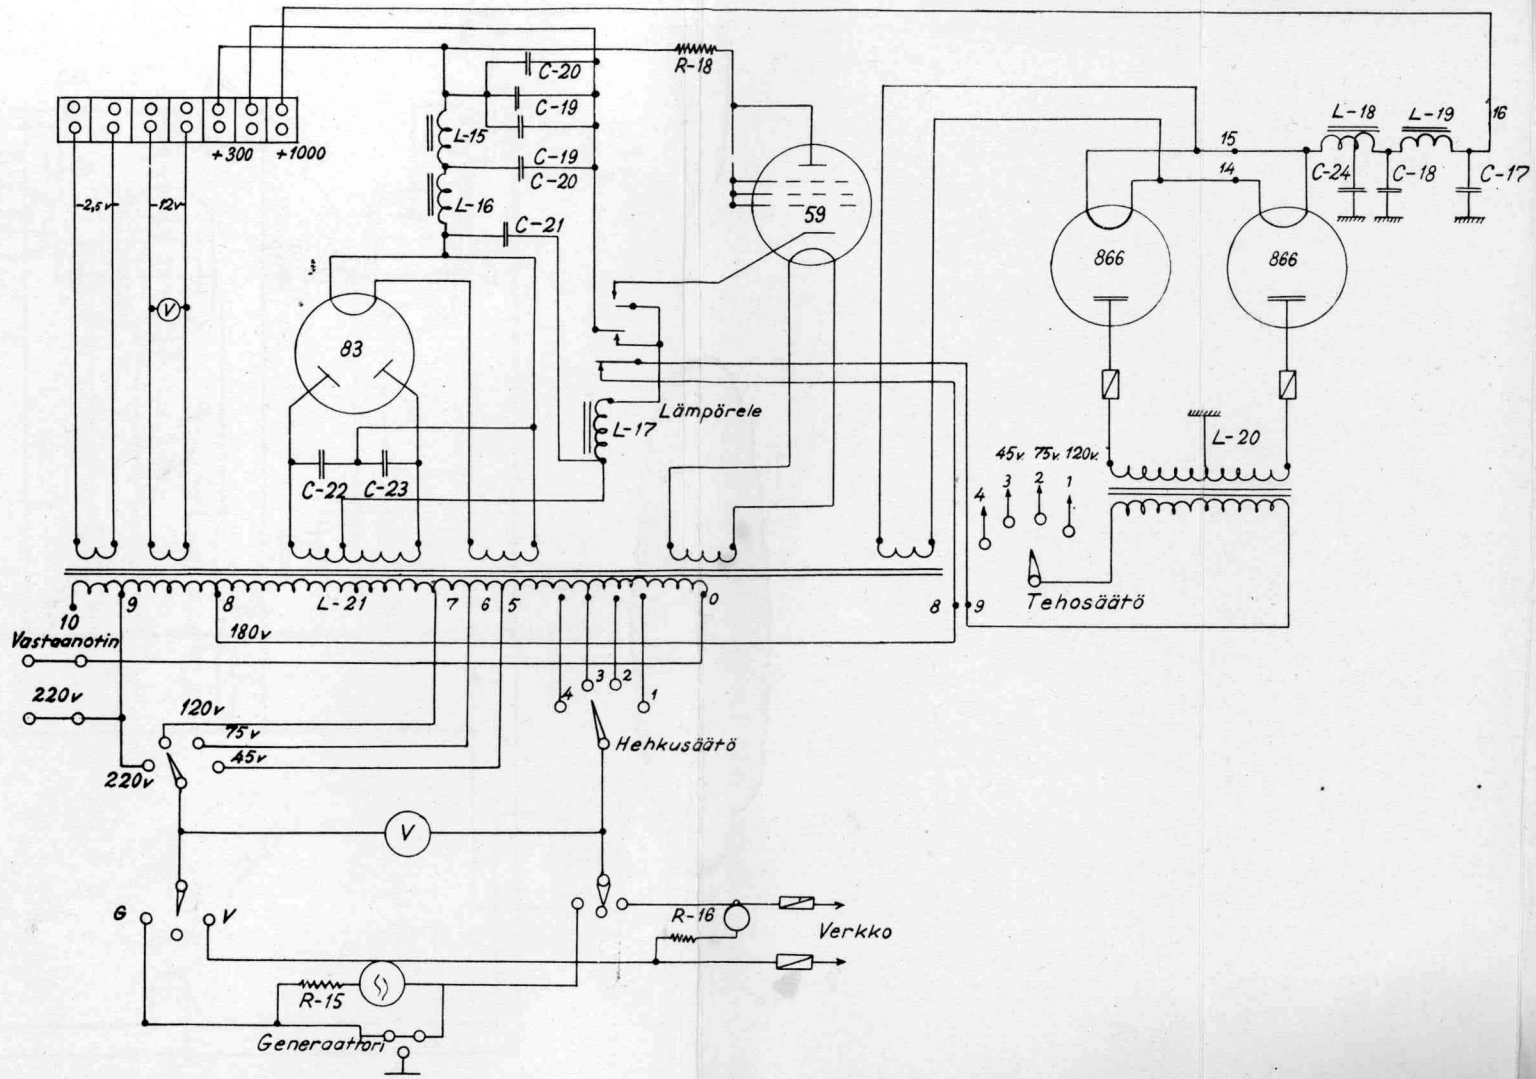 +300
+1000
2,5v
12v
V
C-20
C-19
C-19
C-20
L-15
L-16
C-21
R-18
59
83
C-22
C-23
L-17
Lämpörele
15
14
16
L-18
L-19
C-24
C-18
C-17
866
866
L-20
45v. 75v. 120v.
4
3
2
1
Tehosäätö
10
9
8
L-21
7
6
5
0
8
9
Vastaanotin
180v
220v
120v
75v
45v
220v
4
3
2
1
Hehkusäätö
V
G
V
R-16
Verkko
R-15
Generaattori